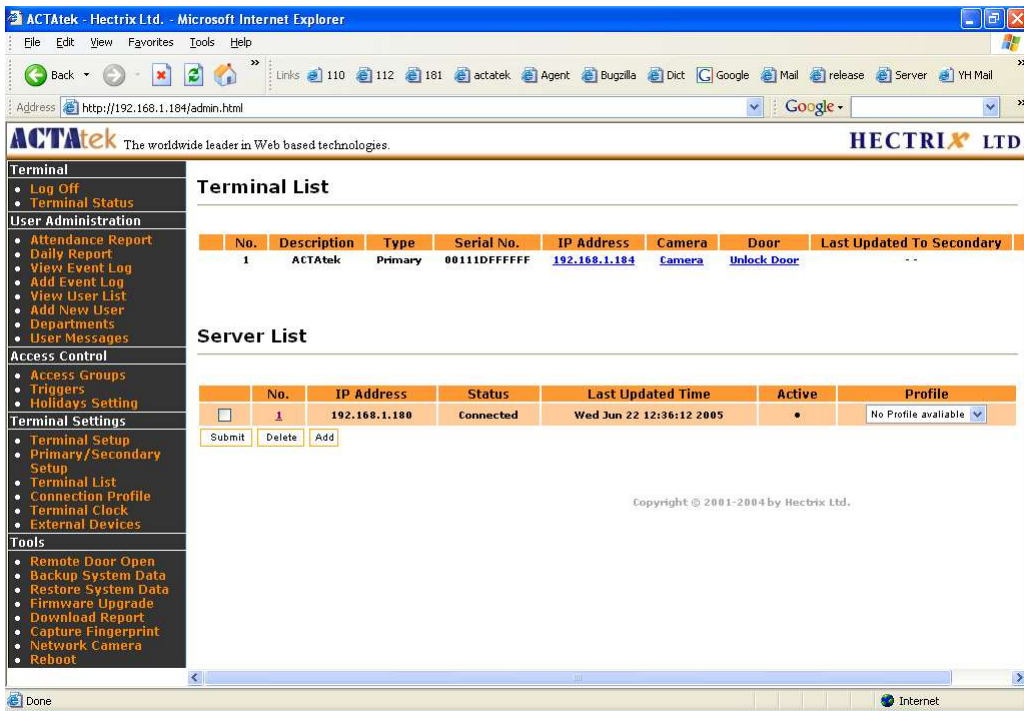 ACTAtek - Hectrix Ltd. - Microsoft Internet Explorer
File Edit View Favorites Tools Help
Back Links 110 112 181 actatek Agent Bugzilla Dict Google Mail release Server YH Mail
Address http://192.168.1.184/admin.html Google
ACTAtek The worldwide leader in Web based technologies. HECTRIX LTD
Terminal
Log Off
Terminal Status
User Administration
Attendance Report
Daily Report
View Event Log
Add Event Log
View User List
Add New User
Departments
User Messages
Access Control
Access Groups
Triggers
Holidays Setting
Terminal Settings
Terminal Setup
Primary/Secondary
Setup
Terminal List
Connection Profile
Terminal Clock
External Devices
Tools
Remote Door Open
Backup System Data
Restore System Data
Firmware Upgrade
Download Report
Capture Fingerprint
Network Camera
Reboot
Terminal List
No. Description Type Serial No. IP Address Camera Door Last Updated To Secondary
1 ACTAtek Primary 00111DFFFFFF 192.168.1.184 Camera Unlock Door - -
Server List
No. IP Address Status Last Updated Time Active Profile
1 192.168.1.180 Connected Wed Jun 22 12:36:12 2005 • No Profile avaliable
Submit Delete Add
Copyright © 2001-2004 by Hectrix Ltd.
Done Internet